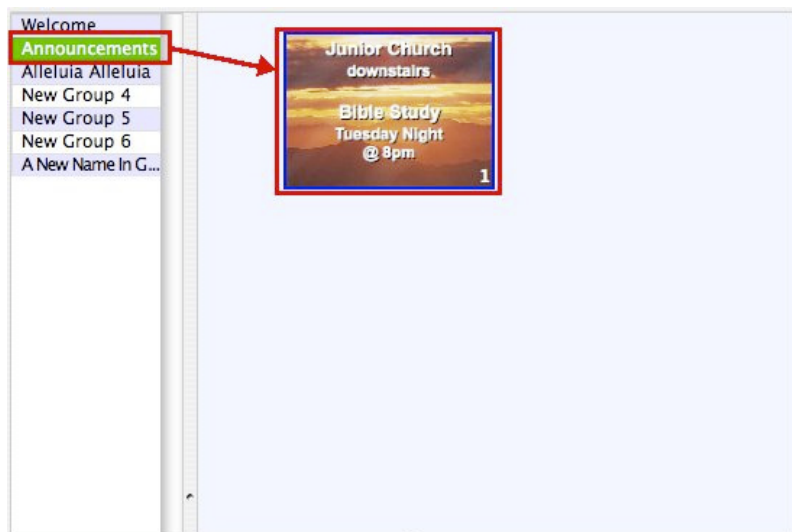 Welcome
Announcements
Alleluia Alleluia
New Group 4
New Group 5
New Group 6
A New Name In G...
Junior Church
downstairs
Bible Study
Tuesday Night
@ 8pm
1